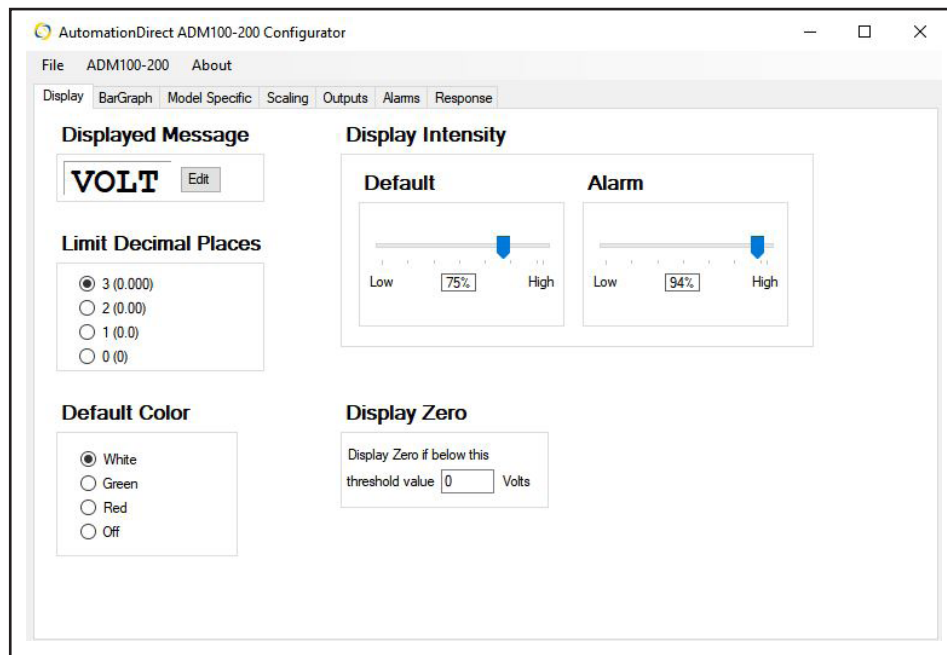 AutomationDirect ADM100-200 Configurator
File ADM100-200 About
Display BarGraph Model Specific Scaling Outputs Alarms Response
Displayed Message
VOLT Edit
Limit Decimal Places
3 (0.000)
2 (0.00)
1 (0.0)
0 (0)
Default Color
White
Green
Red
Off
Display Intensity
Default
Low 75% High
Alarm
Low 94% High
Display Zero
Display Zero if below this
threshold value 0 Volts